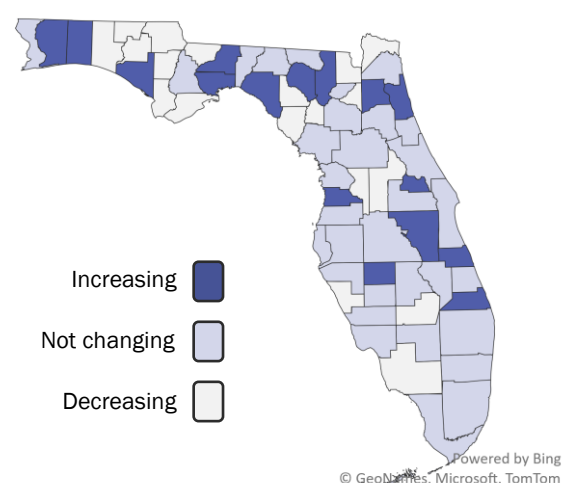 Increasing
Not changing
Decreasing
Powered by Bing
© GeoNames, Microsoft, TomTom